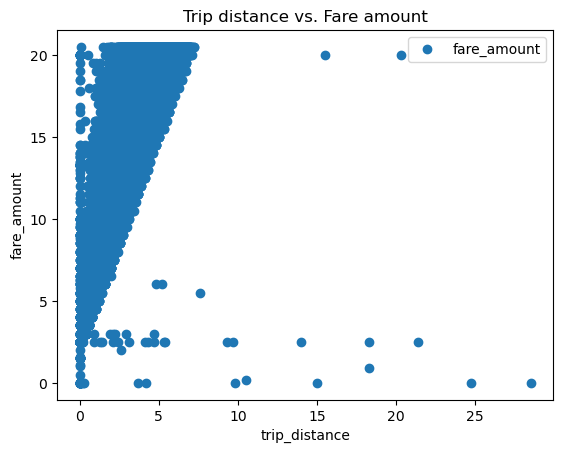 Trip distance vs. Fare amount
fare_amount
20
15
10
5
0
fare_amount
0 5 10 15 20 25
trip_distance